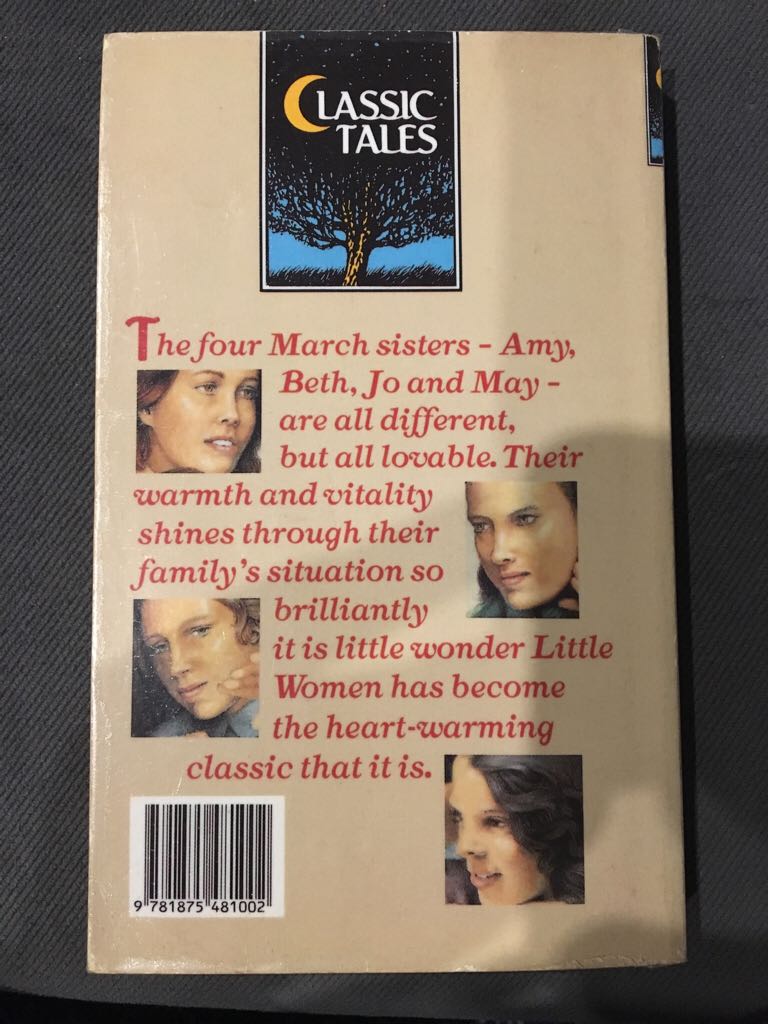 CLASSIC
TALES
The four March sisters - Amy,
Beth, Jo and May -
are all different,
but all lovable. Their
warmth and vitality
shines through their
family's situation so
brilliantly
it is little wonder Little
Women has become
the heart-warming
classic that it is.
9 781875 481002